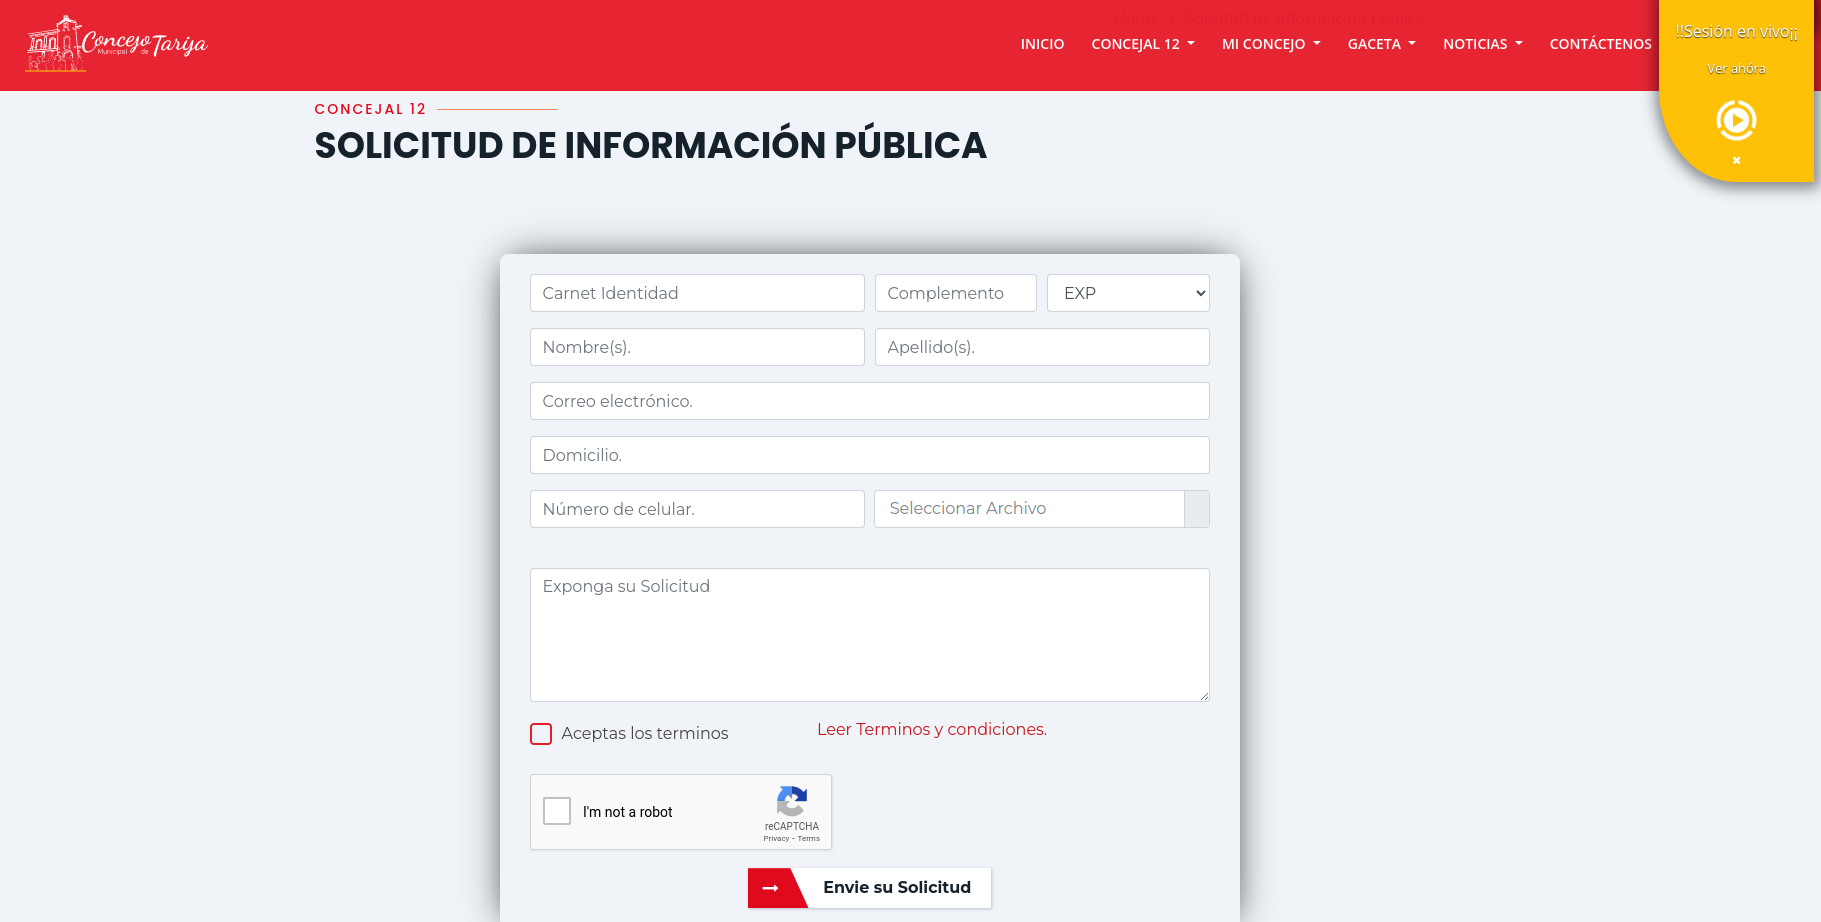 Concejo Tarija
Municipal de
Home / Solicitud de Información Pública
INICIO CONCEJAL 12 MI CONCEJO GACETA NOTICIAS CONTÁCTENOS
!!Sesión en vivo¡¡
Ver ahóra
CONCEJAL 12
SOLICITUD DE INFORMACIÓN PÚBLICA
Carnet Identidad Complemento EXP
Nombre(s). Apellido(s).
Correo electrónico.
Domicilio.
Número de celular. Seleccionar Archivo
Exponga su Solicitud
Aceptas los terminos Leer Terminos y condiciones.
I'm not a robot
reCAPTCHA
Privacy - Terms
Envie su Solicitud